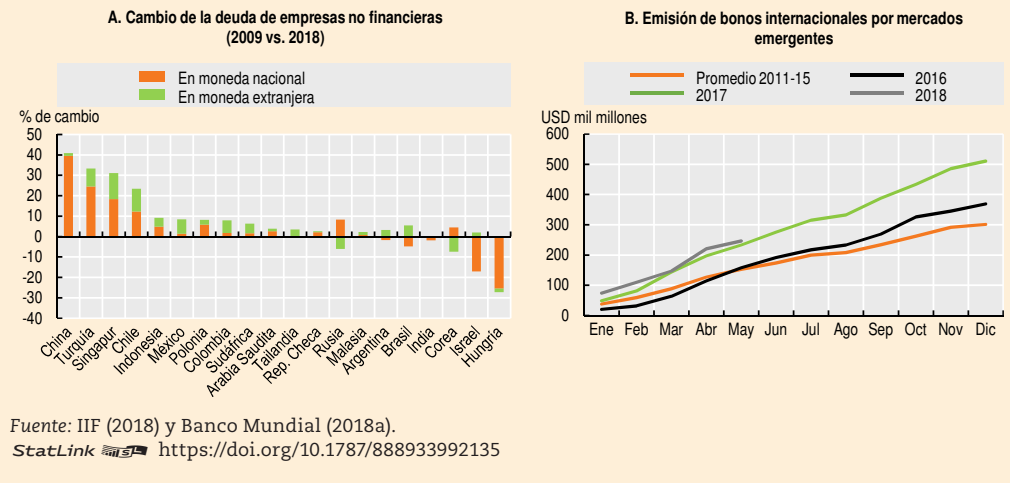 A. Cambio de la deuda de empresas no financieras
(2009 vs. 2018)
En moneda nacional
En moneda extranjera
% de cambio
50
40
30
20
10
0
-10
-20
-30
-40
China
Turquía
Singapur
Chile
Indonesia
México
Polonia
Colombia
Sudáfrica
Arabia Saudita
Tailandia
Rep. Checa
Rusia
Malasia
Argentina
Brasil
India
Corea
Israel
Hungría
B. Emisión de bonos internacionales por mercados
emergentes
Promedio 2011-15
2016
2017
2018
USD mil millones
600
500
400
300
200
100
0
Ene Feb Mar Abr May Jun Jul Ago Sep Oct Nov Dic
Fuente: IIF (2018) y Banco Mundial (2018a).
StatLink https://doi.org/10.1787/888933992135